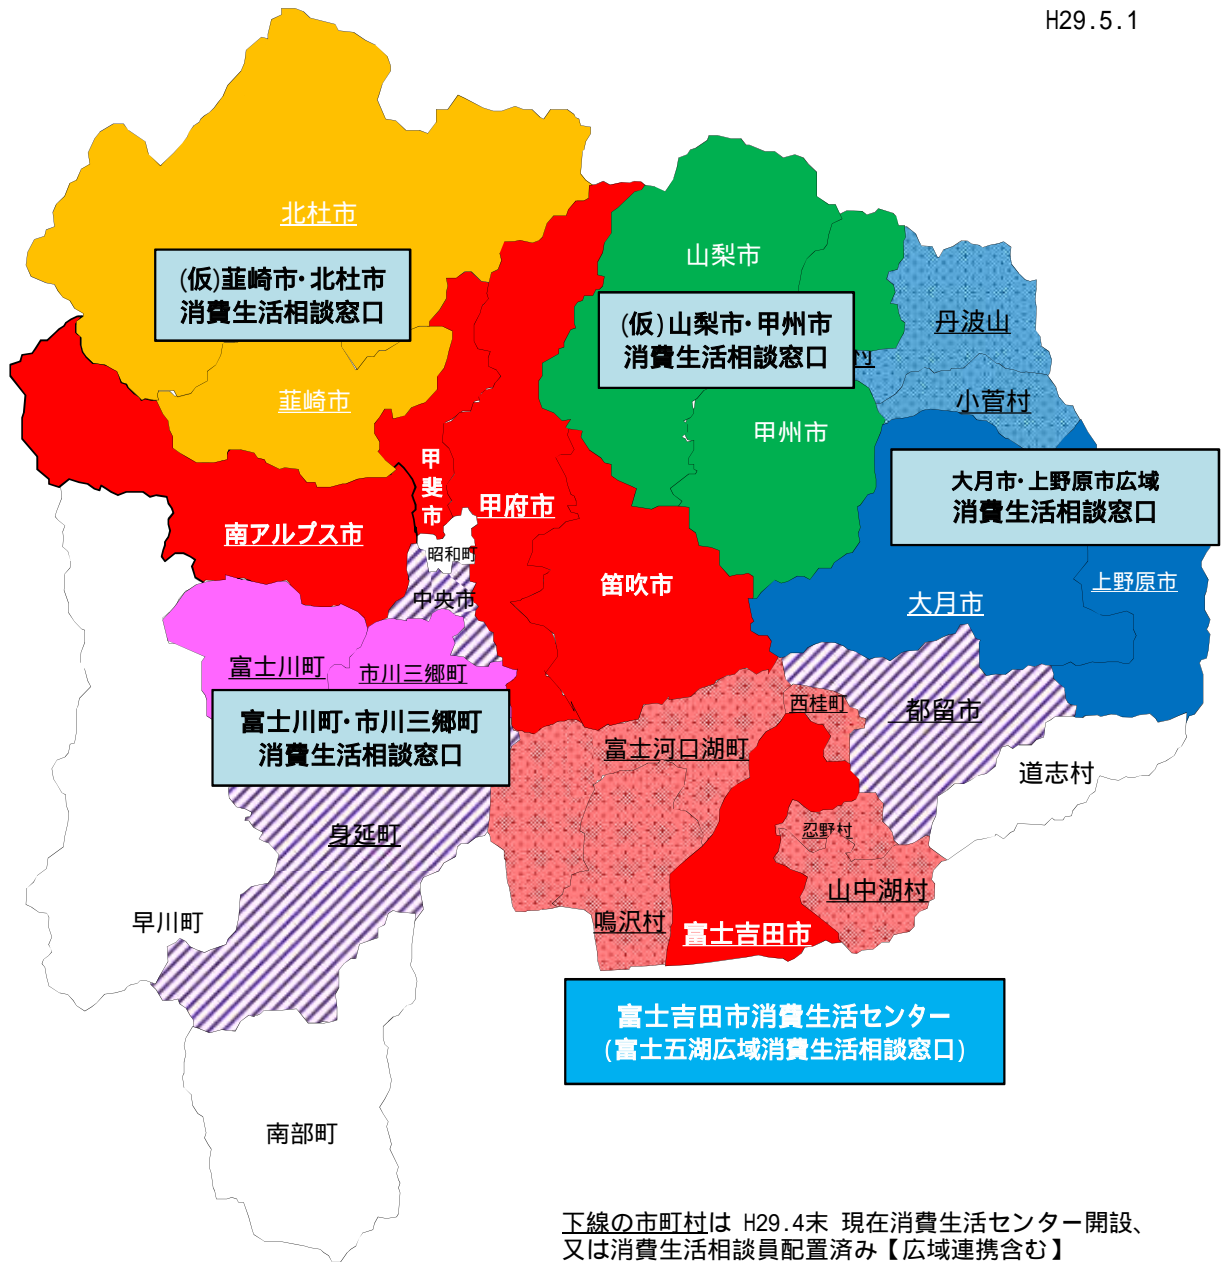 H29.5.1
北杜市
(仮)韮崎市・北杜市
消費生活相談窓口
山梨市
(仮)山梨市・甲州市
消費生活相談窓口
村
丹波山
小菅村
韮崎市
甲州市
甲斐市
甲府市
南アルプス市
大月市・上野原市広域
消費生活相談窓口
昭和町
中央市
笛吹市
大月市
上野原市
富士川町
市川三郷町
富士川町・市川三郷町
消費生活相談窓口
西桂町
都留市
富士河口湖町
道志村
身延町
忍野村
山中湖村
早川町
鳴沢村
富士吉田市
富士吉田市消費生活センター
(富士五湖広域消費生活相談窓口)
南部町
下線の市町村は H29.4末 現在消費生活センター開設、
又は消費生活相談員配置済み【広域連携含む】